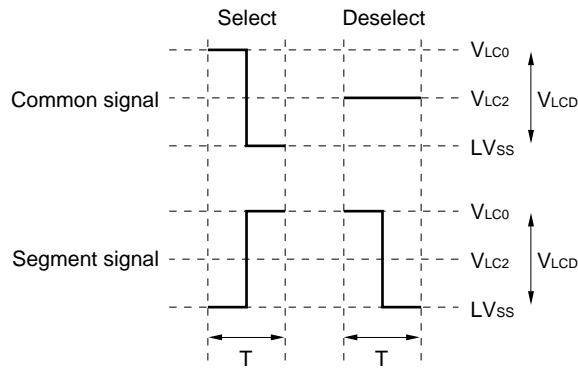 Select Deselect
Common signal
VLC0
VLC2
LVSS
VLCD
Segment signal
VLC0
VLC2
LVSS
VLCD
T T